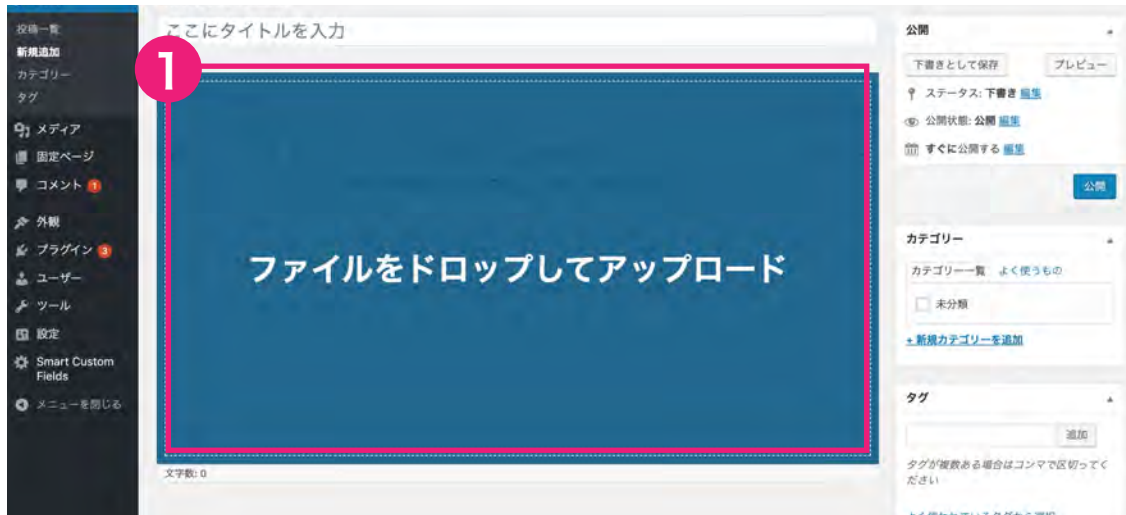 投稿一覧
新規追加
カテゴリー
タグ
メディア
固定ページ
コメント 1
外観
プラグイン 3
ユーザー
ツール
設定
Smart Custom
Fields
メニューを閉じる
ここにタイトルを入力
1
ファイルをドロップしてアップロード
文字数: 0
公開
下書きとして保存
プレビュー
ステータス: 下書き 編集
公開状態: 公開 編集
すぐに公開する 編集
公開
カテゴリー
カテゴリー一覧 よく使うもの
未分類
+ 新規カテゴリーを追加
タグ
追加
タグが複数ある場合はコンマで区切ってく
ださい